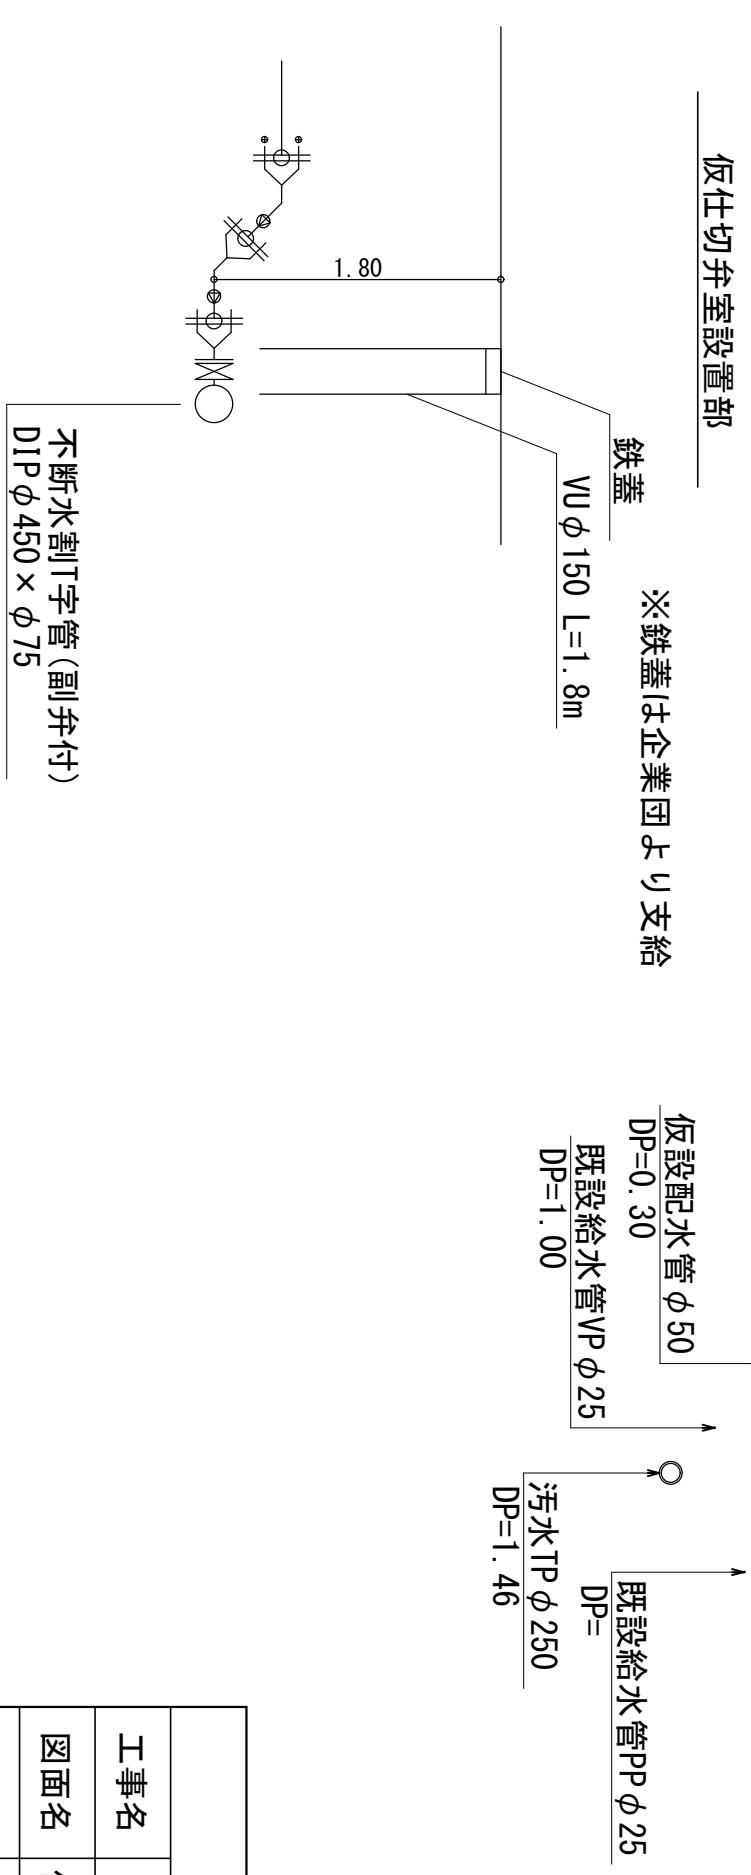 仮仕切弁室設置部
1.80
鉄蓋
※鉄蓋は企業団より支給
VUφ150 L=1.8m
不断水割T字管(副弁付)
DIPφ450×φ75
仮設配水管φ50
DP=0.30
既設給水管VPφ25
DP=1.00
汚水TPφ250
DP=1.46
既設給水管PPφ25
DP=
工事名
図面名